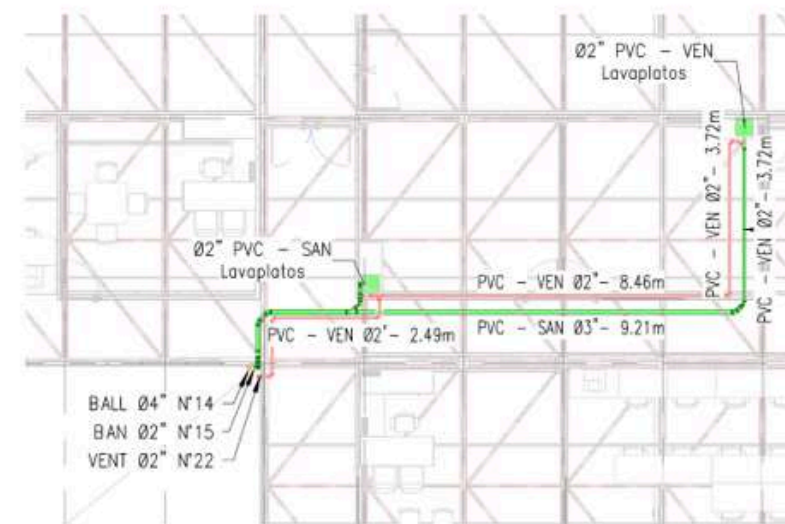 Ø2" PVC - VEN
Lavaplatos
PVC - VEN Ø2"- 3.72m
PVC - VEN Ø2"- 3.72m
Ø2" PVC - SAN
Lavaplatos
PVC - VEN Ø2"- 8.46m
PVC - VEN Ø2"- 2.49m
PVC - SAN Ø3"- 9.21m
BALL Ø4" N°14
BAN Ø2" N°15
VENT Ø2" N°22